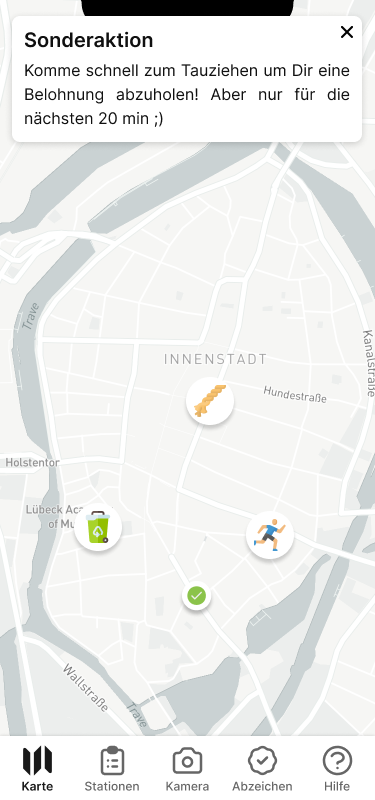 Sonderaktion
Komme schnell zum Tauziehen um Dir eine
Belohnung abzuholen! Aber nur für die
nächsten 20 min ;)
Trave
INNENSTADT
Kanalstraße
Hundestraße
Holstentor
Lübeck Aca
of Mu
Wallstraße
Trave
Karte
Stationen
Kamera
Abzeichen
Hilfe